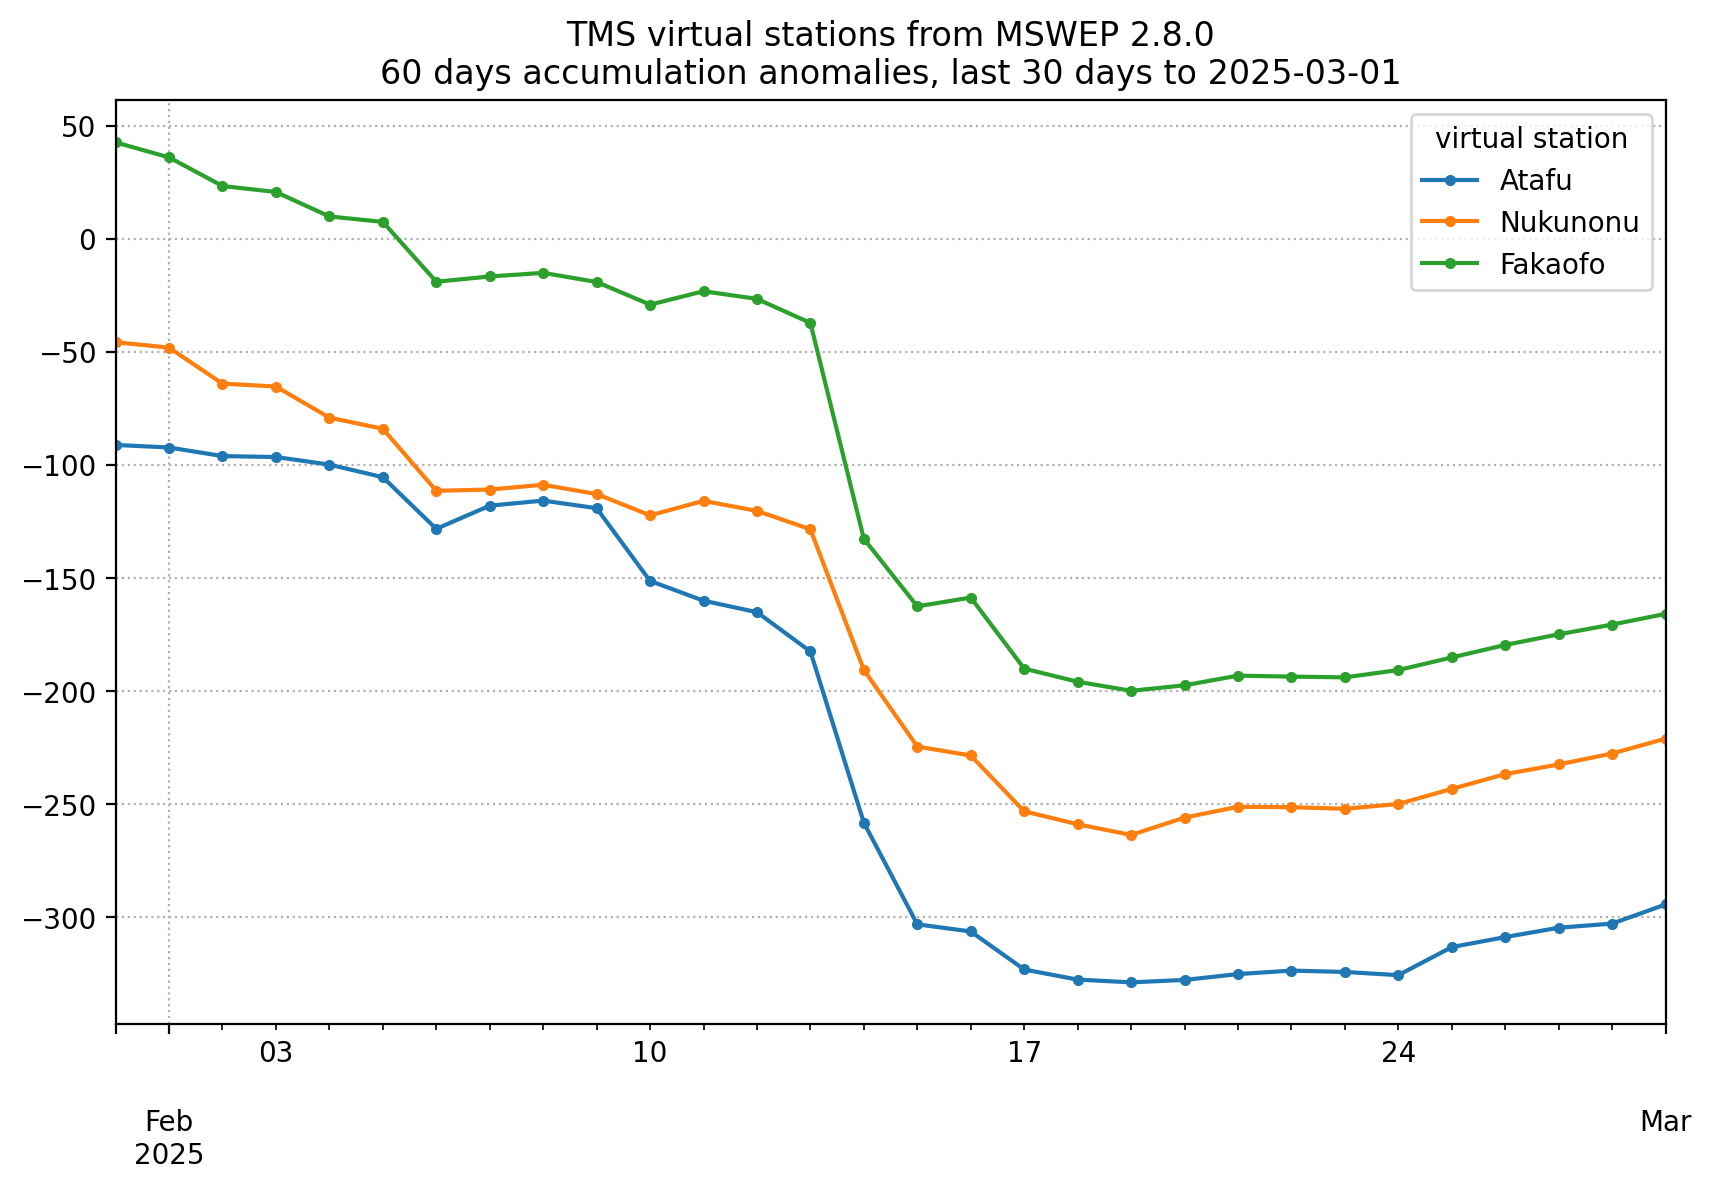 TMS virtual stations from MSWEP 2.8.0
60 days accumulation anomalies, last 30 days to 2025-03-01
virtual station
Atafu
Nukunonu
Fakaofo
50
0
−50
−100
−150
−200
−250
−300
03
10
17
24
Feb
2025
Mar